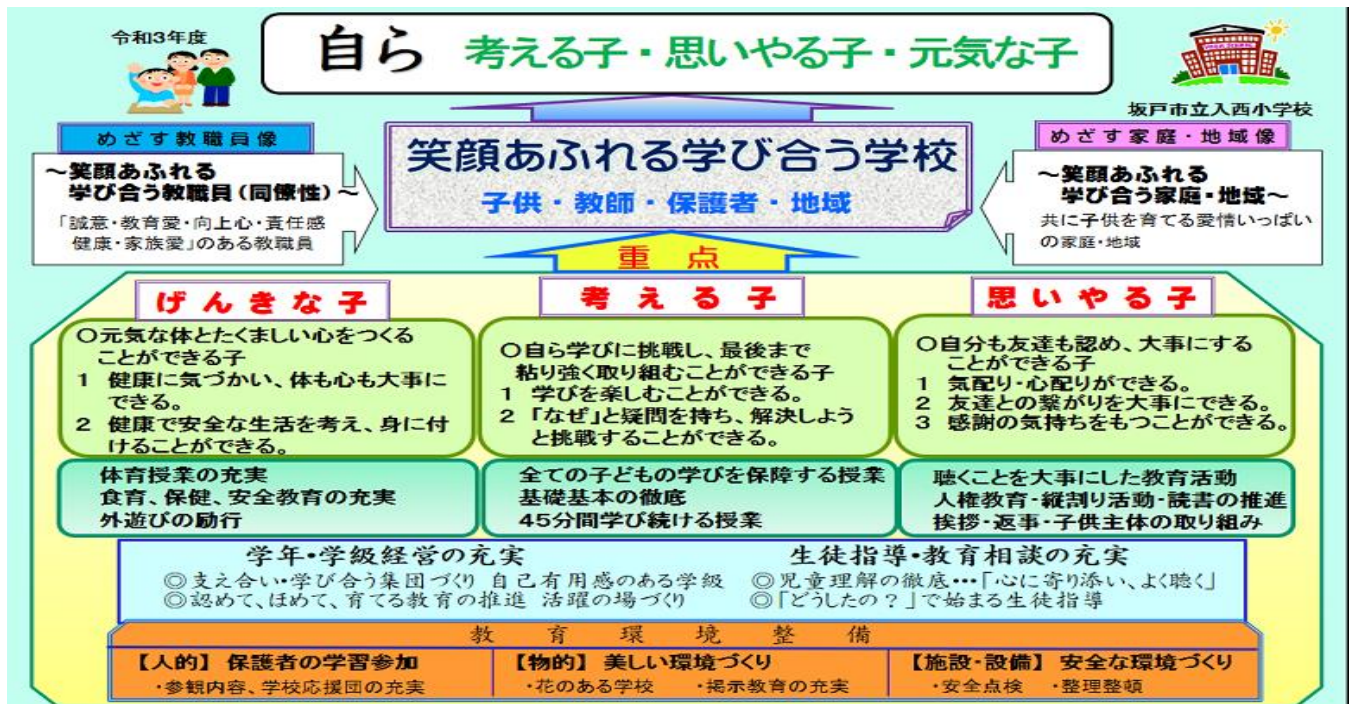 令和3年度
自ら 考える子・思いやる子・元気な子
坂戸市立入西小学校
めざす教職員像
～笑顔あふれる
学び合う教職員（同僚性）～
「誠意・教育愛・向上心・責任感
健康・家族愛」のある教職員
笑顔あふれる学び合う学校
子供・教師・保護者・地域
めざす家庭・地域像
～笑顔あふれる
学び合う家庭・地域～
共に子供を育てる愛情いっぱい
の家庭・地域
重点
げんきな子
〇元気な体とたくましい心をつくる
ことができる子
1 健康に気づかい、体も心も大事に
できる。
2 健康で安全な生活を考え、身に付
けることができる。
体育授業の充実
食育、保健、安全教育の充実
外遊びの励行
考える子
〇自ら学びに挑戦し、最後まで
粘り強く取り組むことができる子
1 学びを楽しむことができる。
2 「なぜ」と疑問を持ち、解決しよう
と挑戦することができる。
全ての子どもの学びを保障する授業
基礎基本の徹底
45分間学び続ける授業
思いやる子
〇自分も友達も認め、大事にする
ことができる子
1 気配り・心配りができる。
2 友達との繋がりを大事にできる。
3 感謝の気持ちをもつことができる。
聴くことを大事にした教育活動
人権教育・縦割り活動・読書の推進
挨拶・返事・子供主体の取り組み
学年・学級経営の充実
◎支え合い・学び合う集団づくり 自己有用感のある学級
◎認めて、ほめて、育てる教育の推進 活躍の場づくり
生徒指導・教育相談の充実
◎児童理解の徹底・・・「心に寄り添い、よく聴く」
◎「どうしたの？」で始まる生徒指導
教育環境整備
【人的】 保護者の学習参加
・参観内容、学校応援団の充実
【物的】 美しい環境づくり
・花のある学校 ・掲示教育の充実
【施設・設備】 安全な環境づくり
・安全点検 ・整理整頓